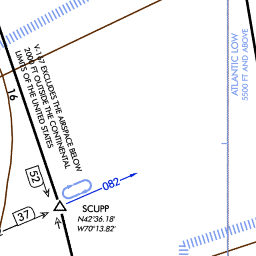 V-167 EXCLUDES THE AIRSPACE BELOW
2000 FT OUTSIDE THE CONTINENTAL
LIMITS OF THE UNITED STATES
ATLANTIC LOW
5500 FT AND ABOVE
16
52
082
37
SCUPP
N42°36.18'
W70°13.82'